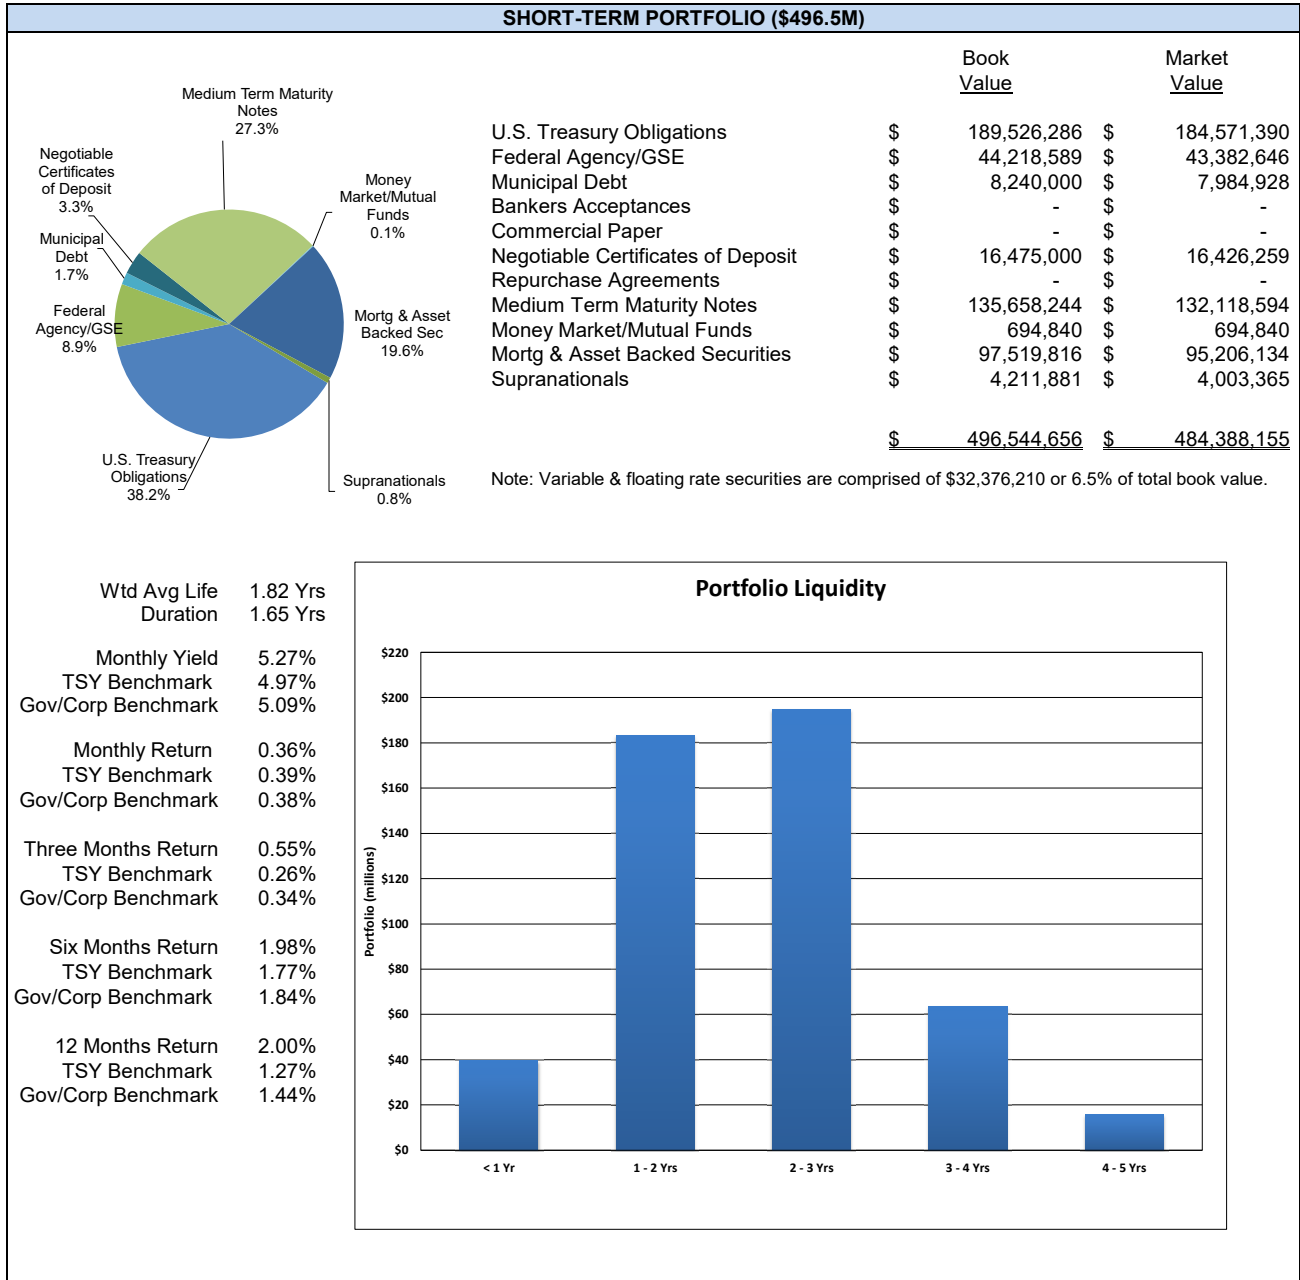 SHORT-TERM PORTFOLIO ($496.5M)
Medium Term Maturity
Notes
27.3%
Negotiable
Certificates
of Deposit
3.3%
Money
Market/Mutual
Funds
0.1%
Municipal
Debt
1.7%
Federal
Agency/GSE
8.9%
Mortg & Asset
Backed Sec
19.6%
U.S. Treasury
Obligations
38.2%
Supranationals
0.8%
Book Market
Value Value
U.S. Treasury Obligations $ 189,526,286 $ 184,571,390
Federal Agency/GSE $ 44,218,589 $ 43,382,646
Municipal Debt $ 8,240,000 $ 7,984,928
Bankers Acceptances $ - $ -
Commercial Paper $ - $ -
Negotiable Certificates of Deposit $ 16,475,000 $ 16,426,259
Repurchase Agreements $ - $ -
Medium Term Maturity Notes $ 135,658,244 $ 132,118,594
Money Market/Mutual Funds $ 694,840 $ 694,840
Mortg & Asset Backed Securities $ 97,519,816 $ 95,206,134
Supranationals $ 4,211,881 $ 4,003,365
$ 496,544,656 $ 484,388,155
Note: Variable & floating rate securities are comprised of $32,376,210 or 6.5% of total book value.
Wtd Avg Life 1.82 Yrs
Duration 1.65 Yrs
Monthly Yield 5.27%
TSY Benchmark 4.97%
Gov/Corp Benchmark 5.09%
Monthly Return 0.36%
TSY Benchmark 0.39%
Gov/Corp Benchmark 0.38%
Three Months Return 0.55%
TSY Benchmark 0.26%
Gov/Corp Benchmark 0.34%
Six Months Return 1.98%
TSY Benchmark 1.77%
Gov/Corp Benchmark 1.84%
12 Months Return 2.00%
TSY Benchmark 1.27%
Gov/Corp Benchmark 1.44%
Portfolio Liquidity
Portfolio (millions)
$220
$200
$180
$160
$140
$120
$100
$80
$60
$40
$20
$0
< 1 Yr 1 - 2 Yrs 2 - 3 Yrs 3 - 4 Yrs 4 - 5 Yrs